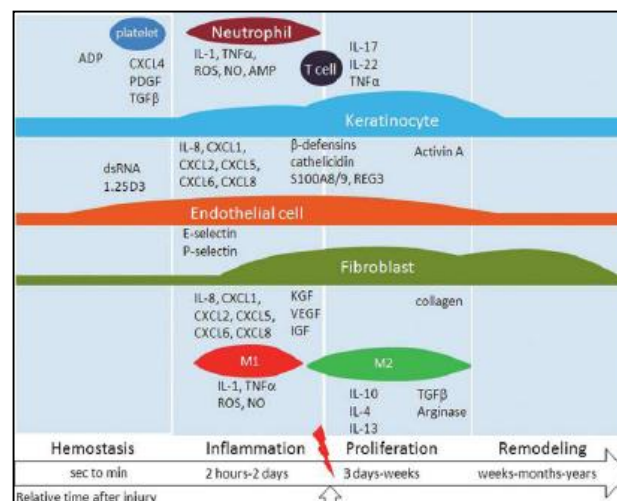 platelet
Neutrophil
ADP
CXCL4
PDGF
TGFβ
IL-1, TNFα,
ROS, NO, AMP
T cell
IL-17
IL-22
TNFα
Keratinocyte
dsRNA
1.25D3
IL-8, CXCL1,
CXCL2, CXCL5,
CXCL6, CXCL8
β-defensins
cathelicidin
S100A8/9, REG3
Activin A
Endothelial cell
E-selectin
P-selectin
Fibroblast
IL-8, CXCL1,
CXCL2, CXCL5,
CXCL6, CXCL8
KGF
VEGF
IGF
collagen
M1
M2
IL-1, TNFα
ROS, NO
IL-10
IL-4
IL-13
TGFβ
Arginase
Hemostasis
Inflammation
Proliferation
Remodeling
sec to min
2 hours-2 days
3 days-weeks
weeks-months-years
Relative time after injury